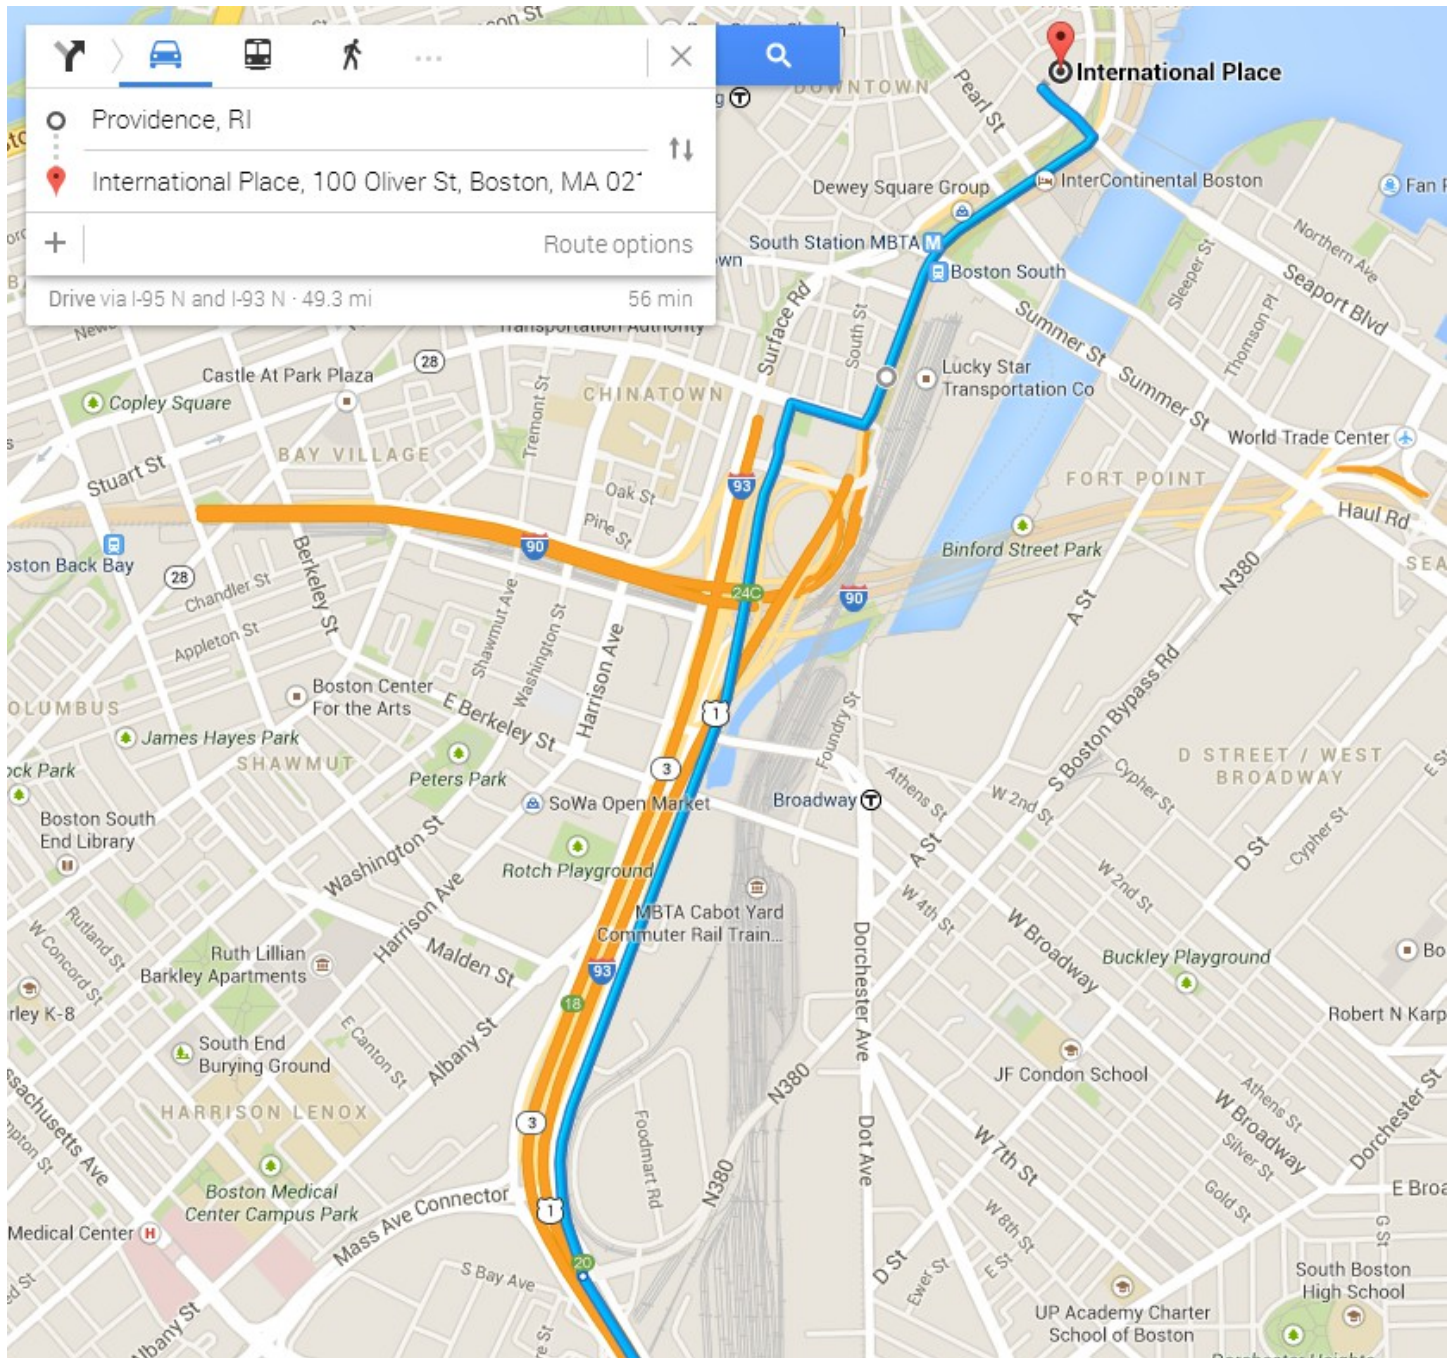 Providence, RI
International Place, 100 Oliver St, Boston, MA 02
Route options
Drive via I-95 N and I-93 N · 49.3 mi
56 min
DOWNTOWN
Pearl St
International Place
Dewey Square Group
InterContinental Boston
South Station MBTA
Boston South
Northern Ave
Seaport Blvd
Sleeper St
Thomson Pl
Summer St
Summer St
Surface Rd
South St
Lucky Star
Transportation Co
Transportation Authority
Castle At Park Plaza
28
Copley Square
CHINATOWN
Tremont St
BAY VILLAGE
Stuart St
World Trade Center
FORT POINT
Haul Rd
93
Oak St
Pine St
90
Binford Street Park
N380
28
Chandler St
Berkeley St
Appleton St
Shawmut Ave
Washington St
Harrison Ave
24C
90
A St
Boston Center
For the Arts
E Berkeley St
James Hayes Park
SHAWMUT
Peters Park
1
3
Foundry St
S Boston Bypass Rd
D STREET / WEST
BROADWAY
SoWa Open Market
Broadway
Athens St
W 2nd St
Cypher St
Boston South
End Library
Washington St
Rotch Playground
A St
D St
Cypher St
W 2nd St
W 4th St
W Broadway
MBTA Cabot Yard
Commuter Rail Train...
Rutland St
W Concord St
Harrison Ave
Malden St
Ruth Lillian
Barkley Apartments
93
18
Dorchester Ave
Buckley Playground
South End
Burying Ground
E Canton St
Albany St
JF Condon School
Robert N Karp
HARRISON LENOX
3
Foodmart Rd
N380
Dot Ave
W 7th St
Athens St
W Broadway
Silver St
Dorchester St
Boston Medical
Center Campus Park
Mass Ave Connector
1
N380
Gold St
Medical Center
H
W 8th St
E St
G St
20
S Bay Ave
D St
Ewer St
South Boston
High School
UP Academy Charter
School of Boston
Albany St